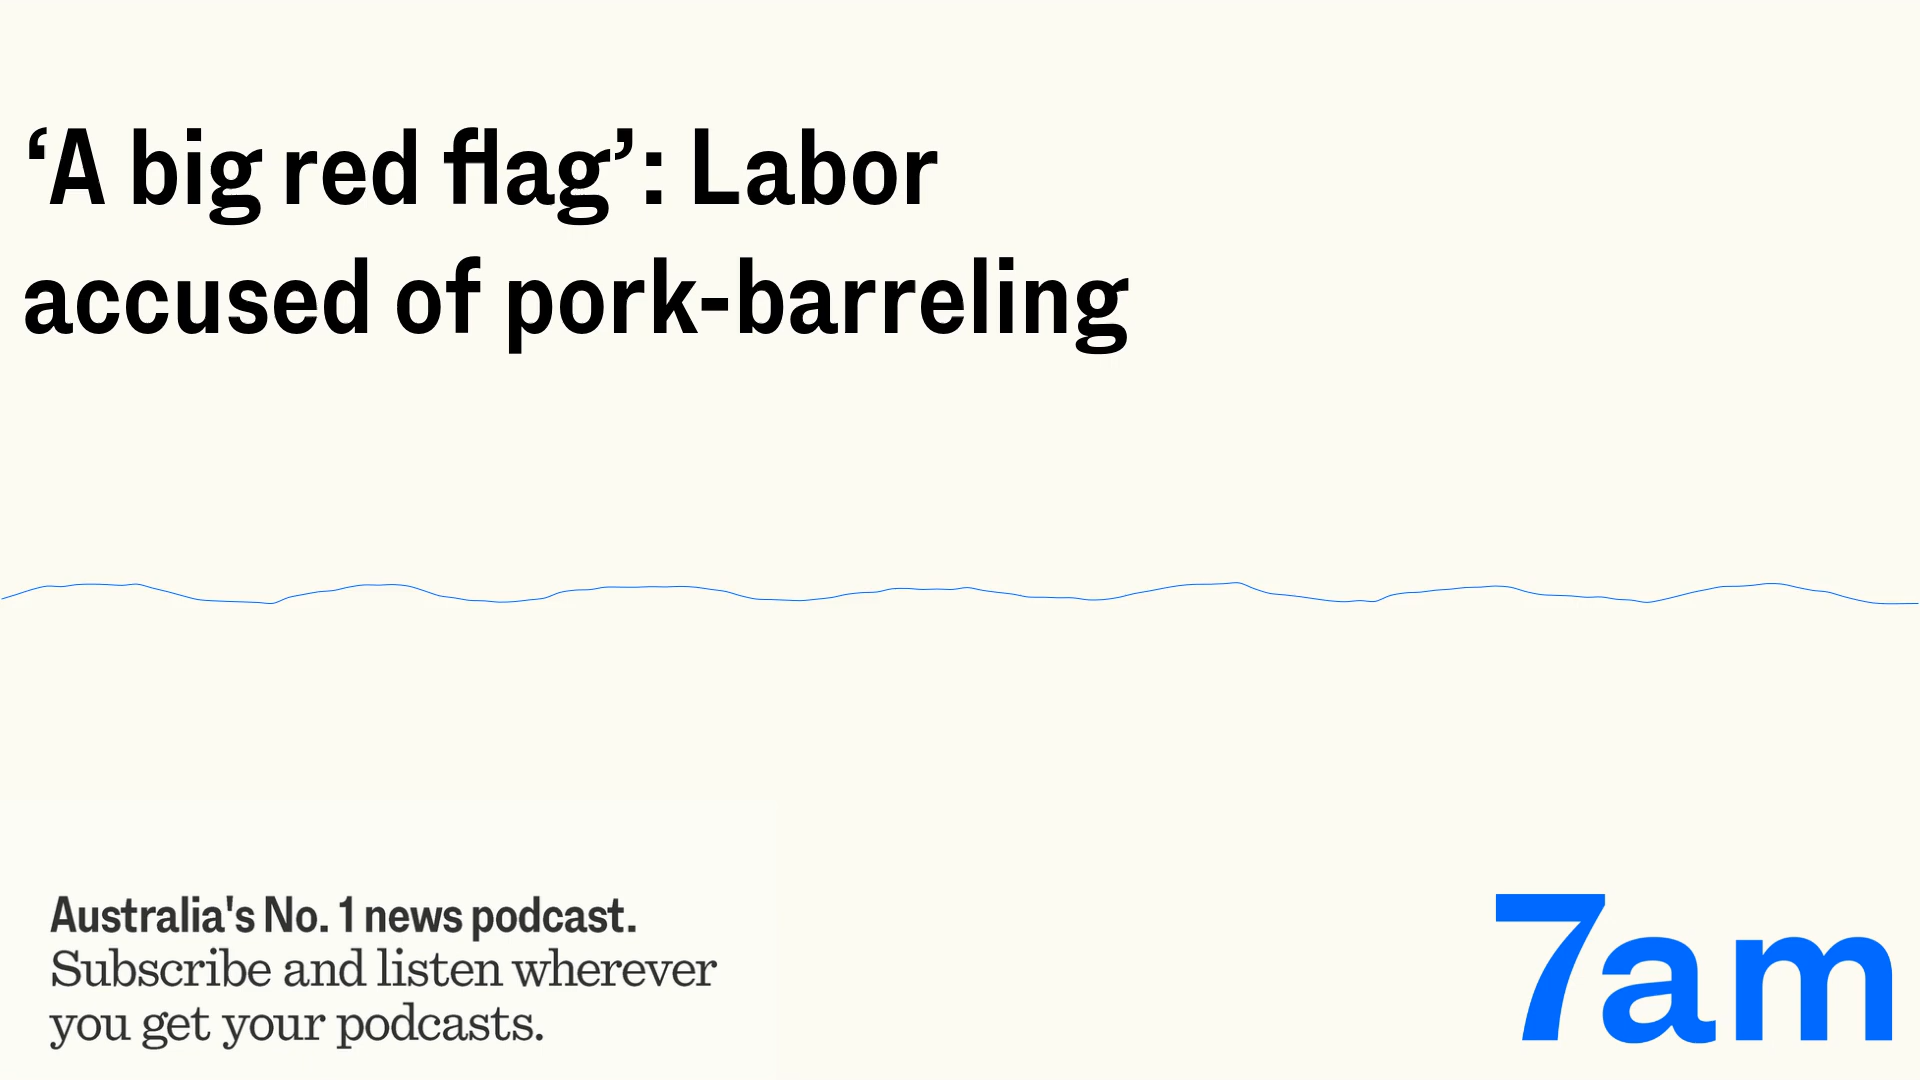 ‘A big red flag’: Labor
accused of pork-barreling
Australia's No. 1 news podcast.
Subscribe and listen wherever
you get your podcasts.
7am